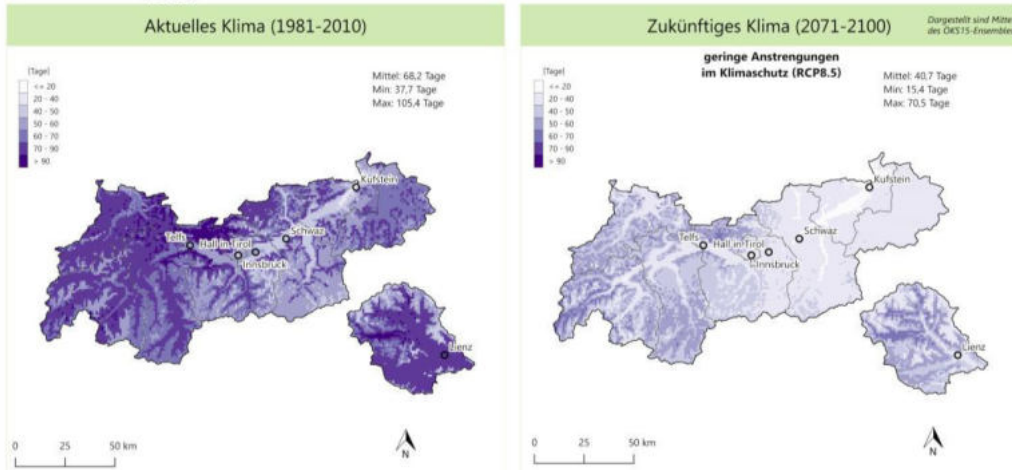 Aktuelles Klima (1981-2010)
[Tage]
<= 20
20 - 40
40 - 50
50 - 60
60 - 70
70 - 90
> 90
Mittel: 68,2 Tage
Min: 37,7 Tage
Max: 105,4 Tage
Kufstein
Schwaz
Telfs
Hall in Tirol
Innsbruck
Lienz
0 25 50 km
N
Zukünftiges Klima (2071-2100)
Dargestellt sind Mitte
des ÖKS15-Ensemble
geringe Anstrengungen
im Klimaschutz (RCP8.5)
[Tage]
<= 20
20 - 40
40 - 50
50 - 60
60 - 70
70 - 90
> 90
Mittel: 40,7 Tage
Min: 15,4 Tage
Max: 70,5 Tage
Kufstein
Schwaz
Telfs
Hall in Tirol
Innsbruck
Lienz
0 25 50 km
N